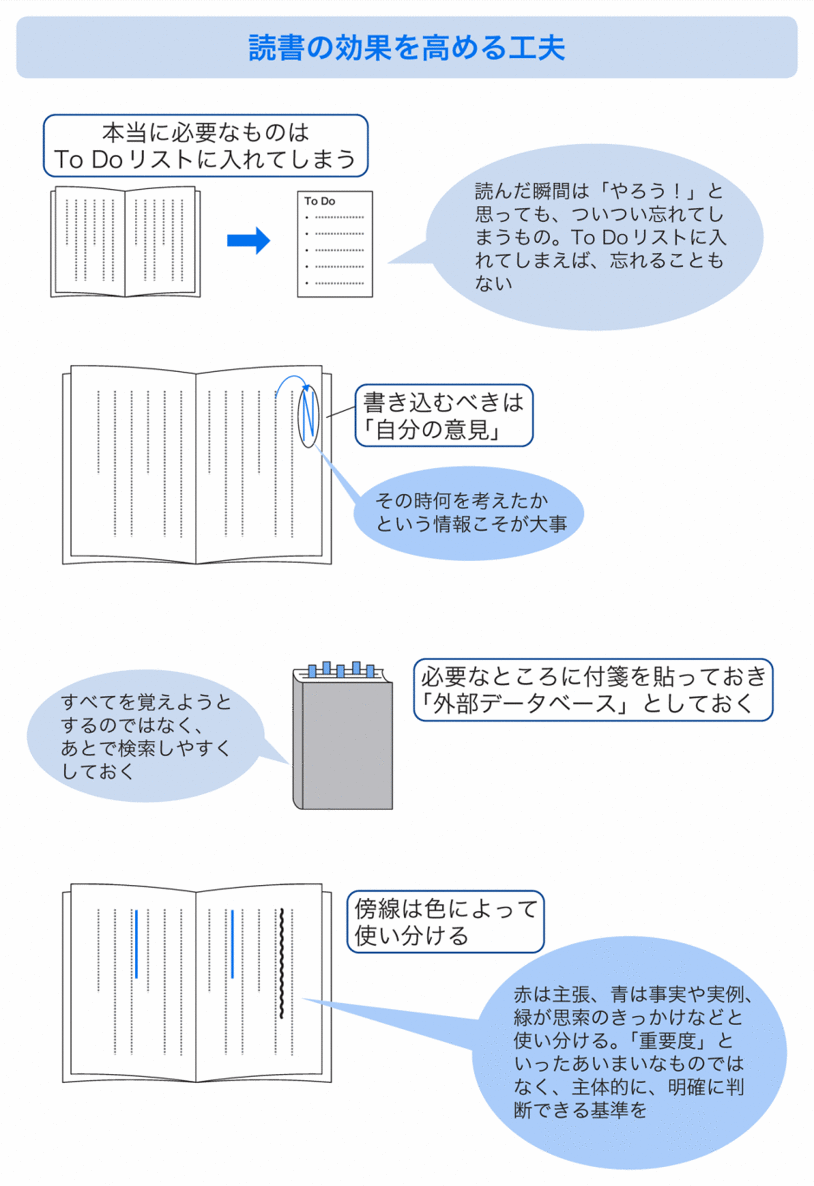 読書の効果を高める工夫
本当に必要なものは
To Doリストに入れてしまう
To Do
読んだ瞬間は「やろう！」と
思っても、ついつい忘れてし
まうもの。To Doリストに入
れてしまえば、忘れることも
ない
書き込むべきは
「自分の意見」
その時何を考えたか
という情報こそが大事
必要なところに付箋を貼っておき
「外部データベース」としておく
すべてを覚えようと
するのではなく、
あとで検索しやすく
しておく
傍線は色によって
使い分ける
赤は主張、青は事実や実例、
緑が思索のきっかけなどと
使い分ける。「重要度」と
いったあいまいなものでは
なく、主体的に、明確に判
断できる基準を